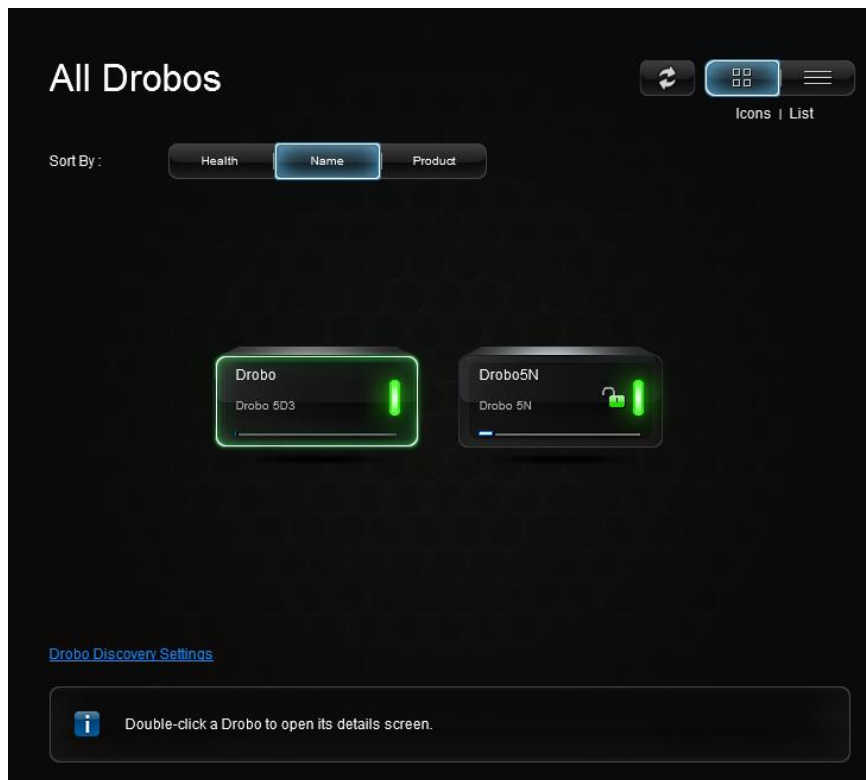 All Drobos
Icons | List
Sort By :
Health | Name | Product
Drobo
Drobo 5D3
Drobo5N
Drobo 5N
Drobo Discovery Settings
Double-click a Drobo to open its details screen.